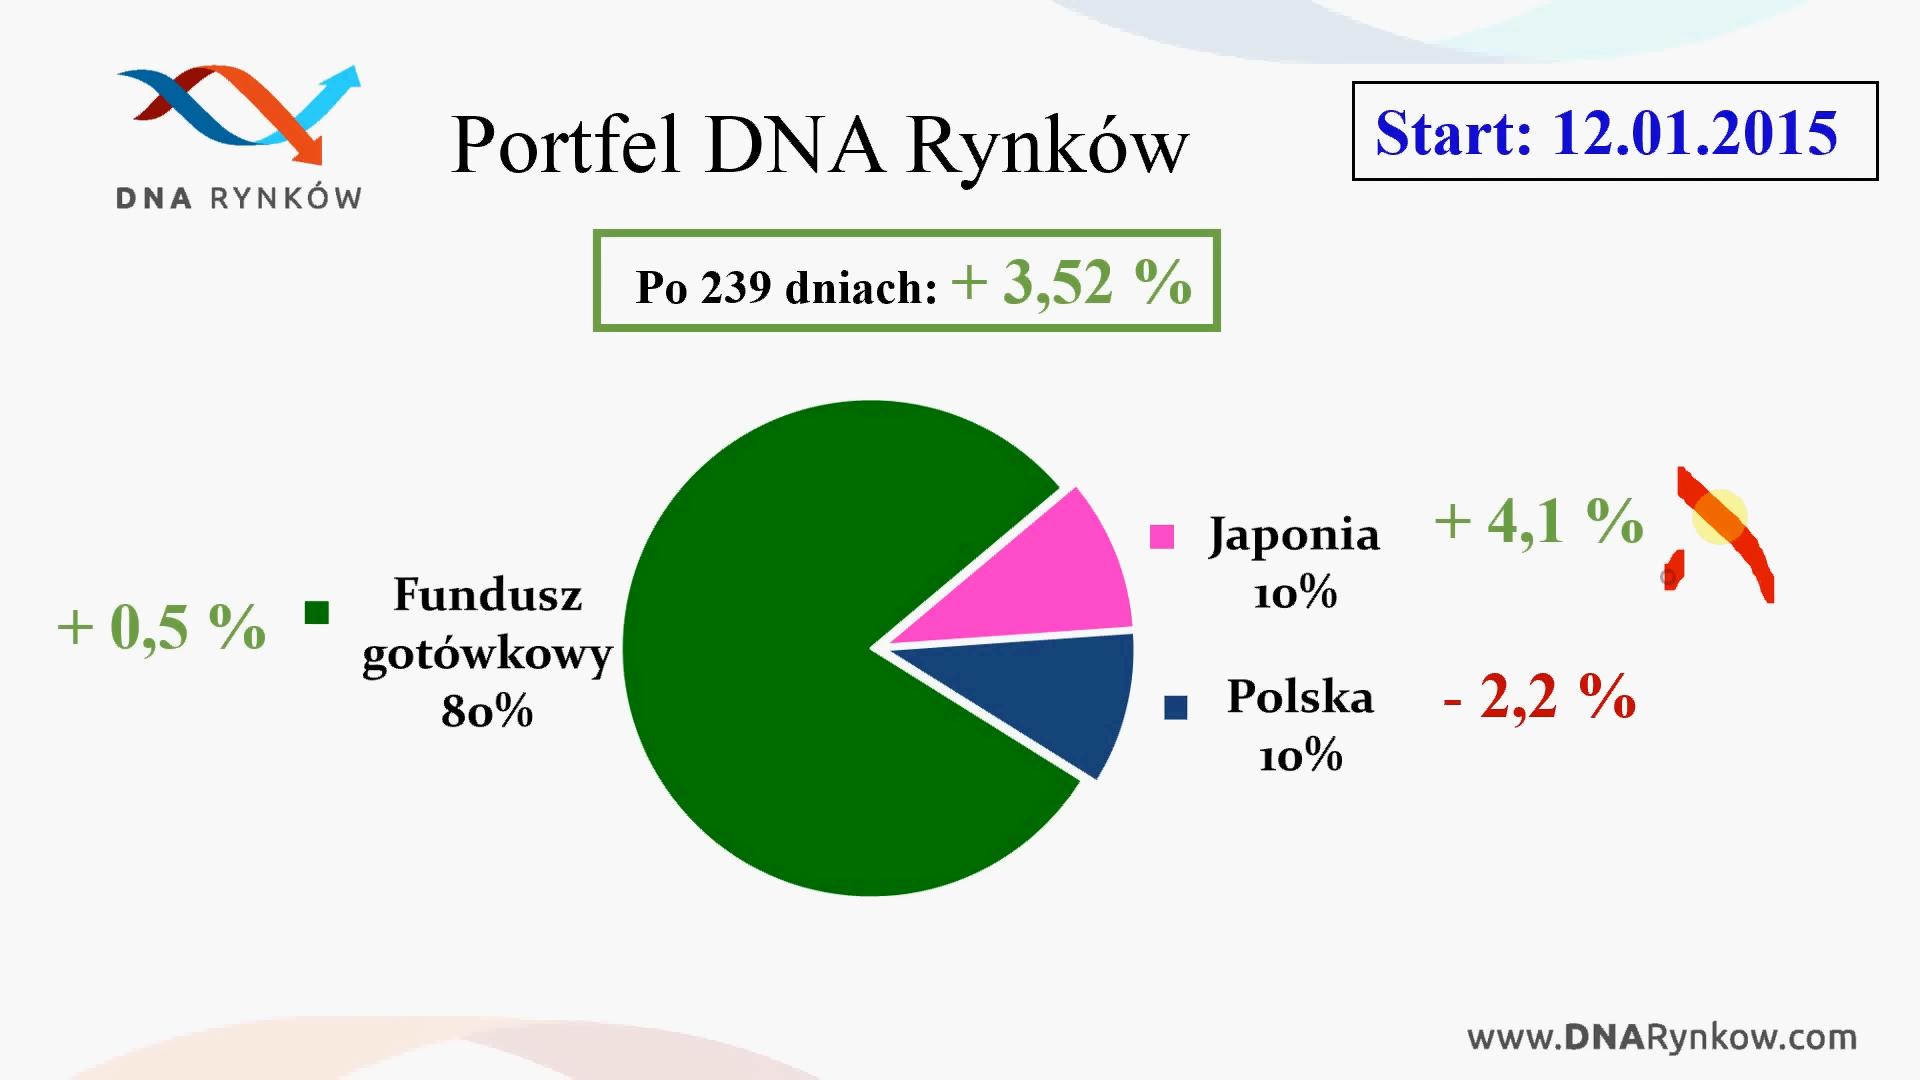 DNA RYNKÓW
Portfel DNA Rynków
Start: 12.01.2015
Po 239 dniach: + 3,52 %
+ 0,5 %
Fundusz
gotówkowy
80%
Japonia
10%
+ 4,1 %
Polska
10%
- 2,2 %
www.DNARynkow.com